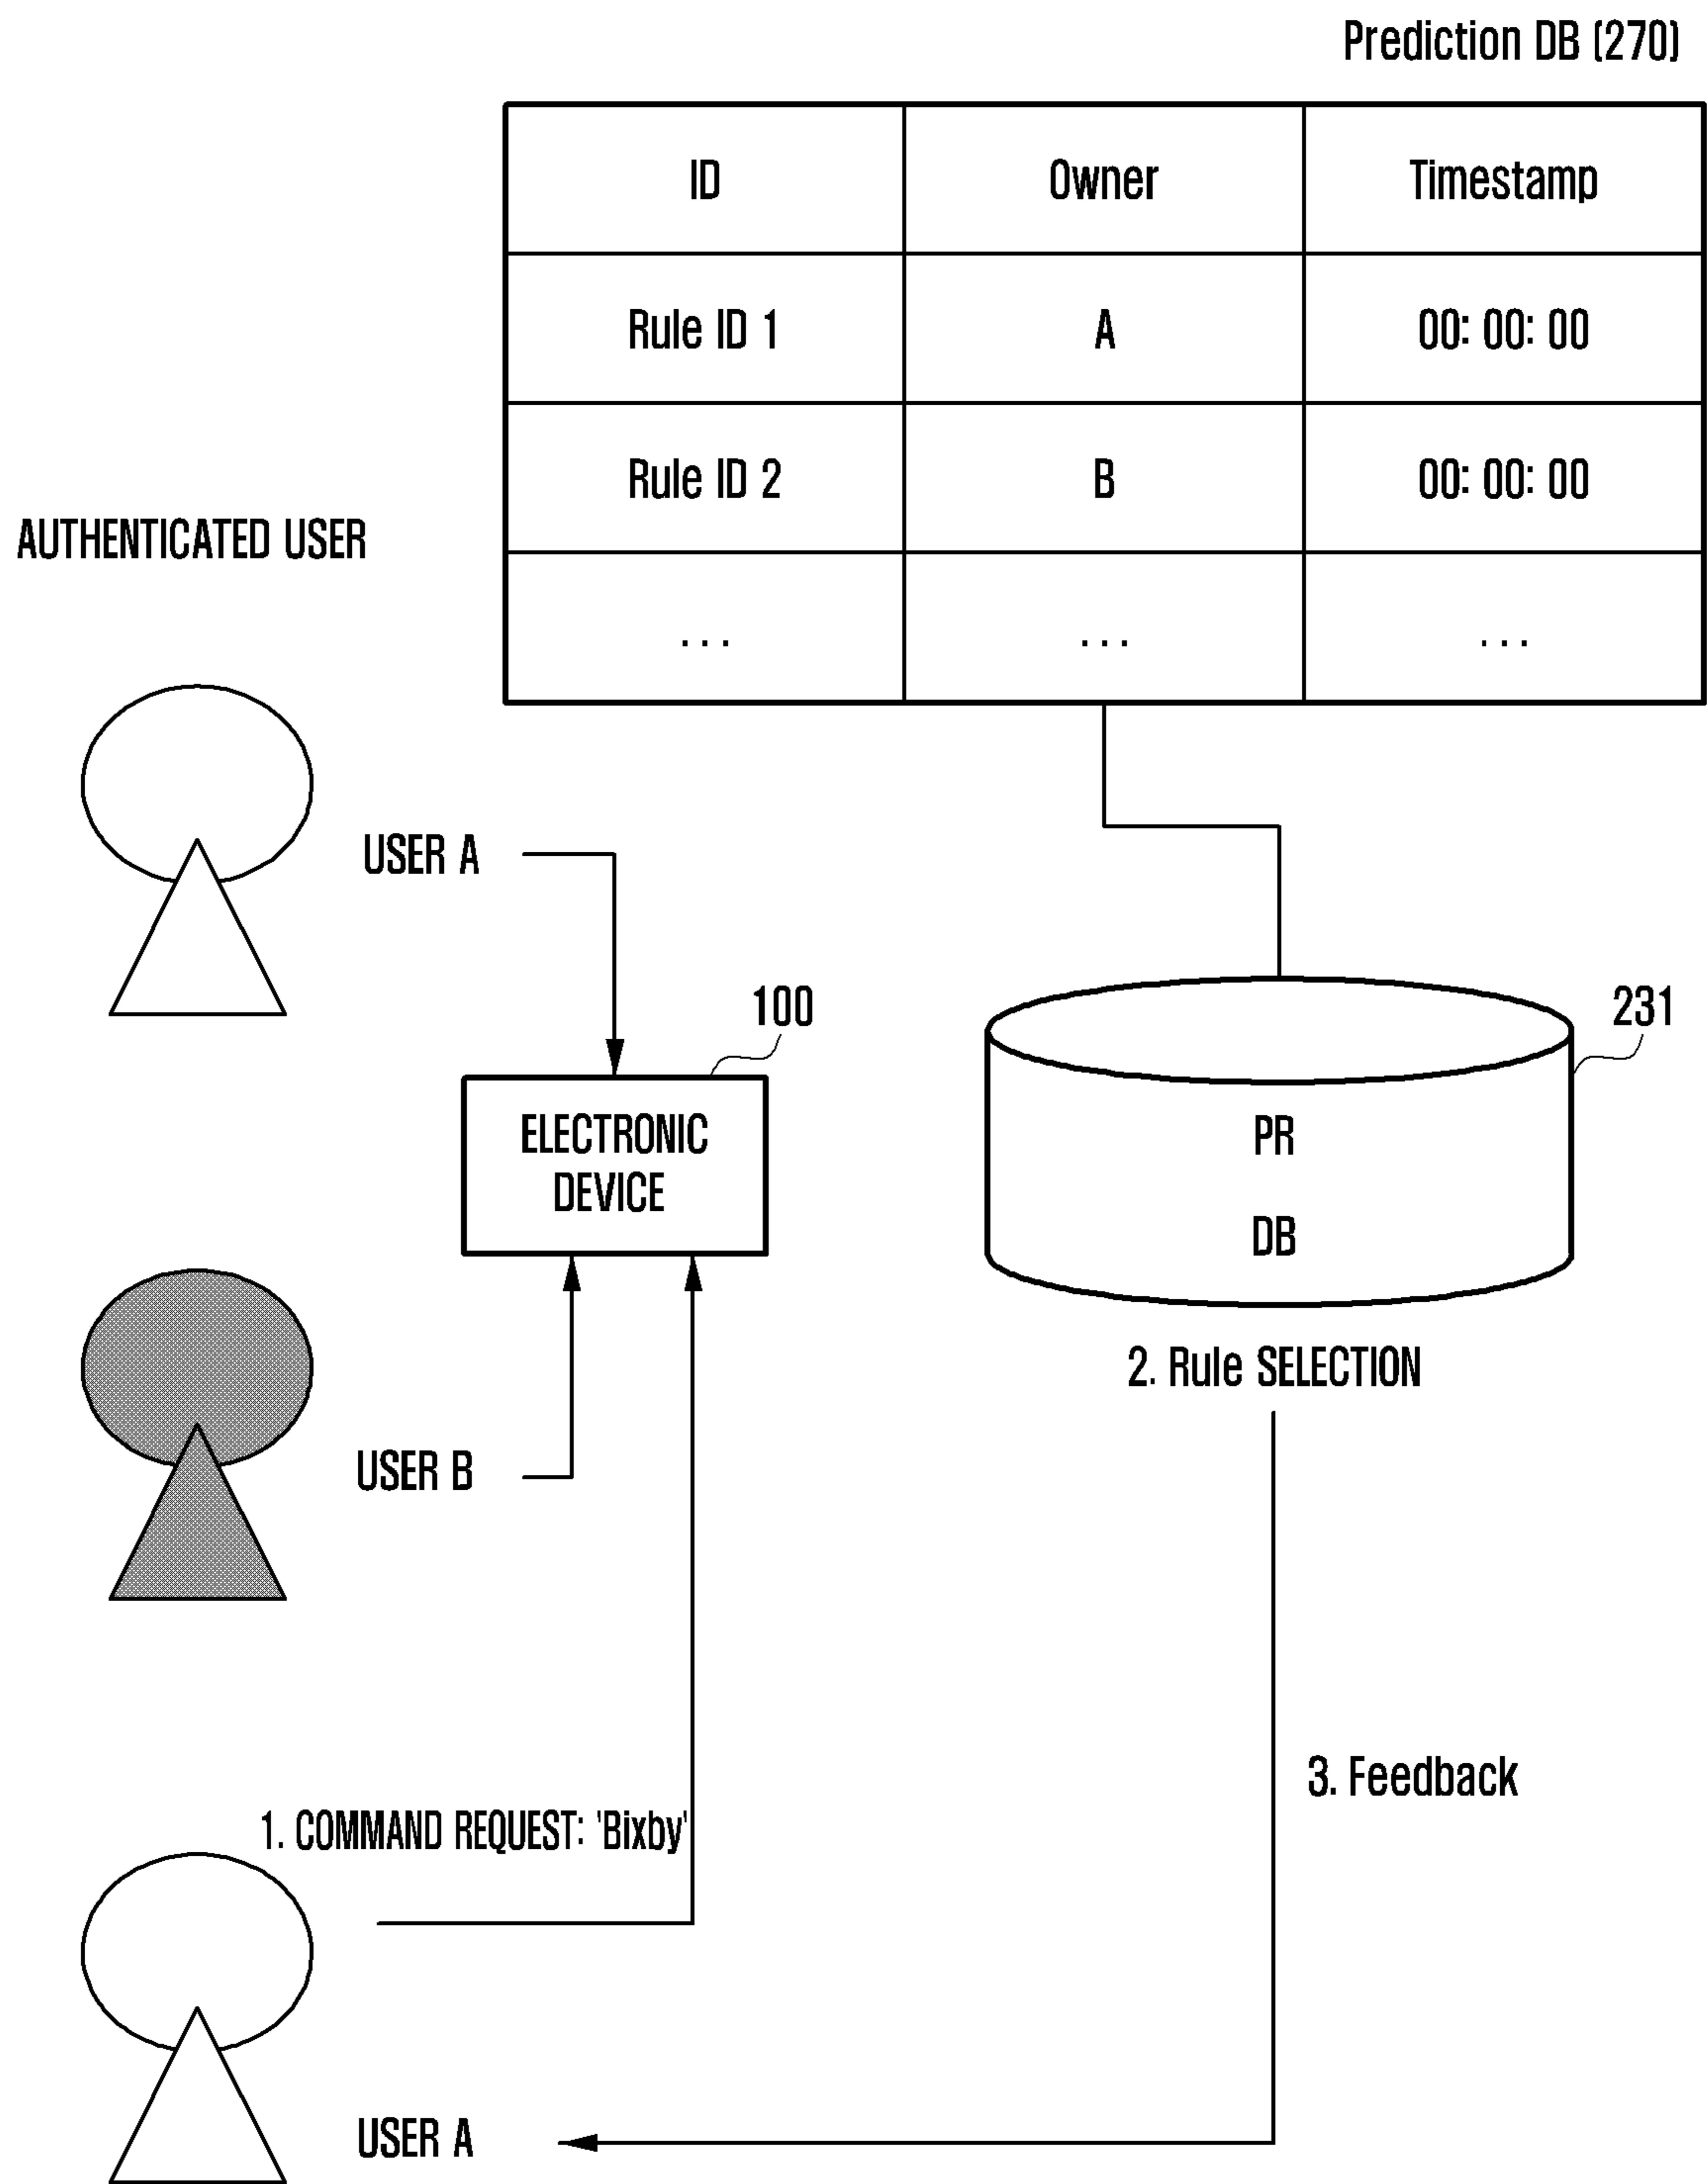 Prediction DB (270)
ID Owner Timestamp
Rule ID 1 A 00: 00: 00
Rule ID 2 B 00: 00: 00
... ... ...
AUTHENTICATED USER
USER A
100
231
ELECTRONIC
DEVICE
PR
DB
2. Rule SELECTION
USER B
3. Feedback
1. COMMAND REQUEST: 'Bixby'
USER A